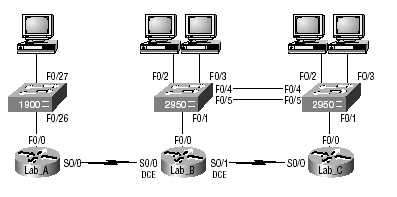 F0/27 F0/2 F0/3 F0/2 F0/3
F0/4 F0/4
1900 2950 F0/5 F0/5 2950
F0/26 F0/1 F0/1
F0/0 F0/0 F0/0
S0/0 S0/0 S0/1 S0/0
Lab_A DCE Lab_B DCE Lab_C